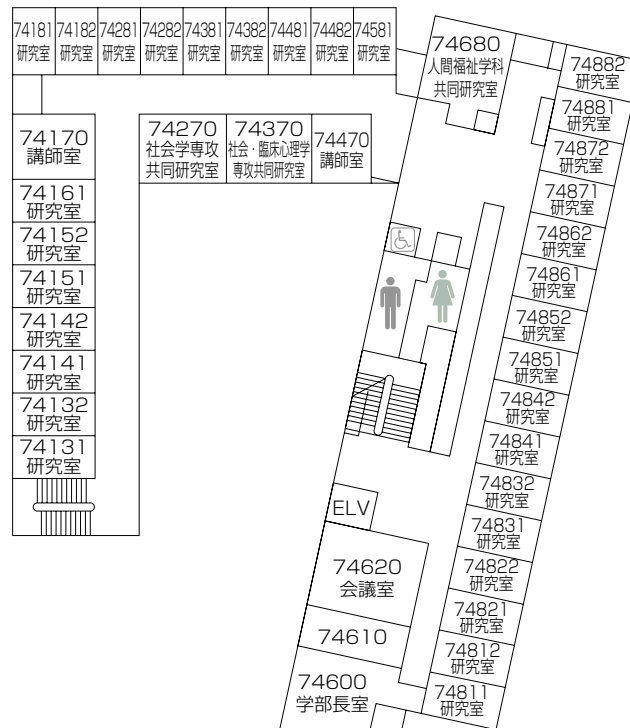 74181
研究室
74182
研究室
74281
研究室
74282
研究室
74381
研究室
74382
研究室
74481
研究室
74482
研究室
74581
研究室
74680
人間福祉学科
共同研究室
74170
講師室
74270
社会学専攻
共同研究室
74370
社会・臨床心理学
専攻共同研究室
74470
講師室
74161
研究室
74152
研究室
74151
研究室
74142
研究室
74141
研究室
74132
研究室
74131
研究室
74882
研究室
74881
研究室
74872
研究室
74871
研究室
74862
研究室
74861
研究室
74852
研究室
74851
研究室
74842
研究室
74841
研究室
74832
研究室
74831
研究室
74822
研究室
74821
研究室
74812
研究室
74811
研究室
ELV
74620
会議室
74610
74600
学部長室